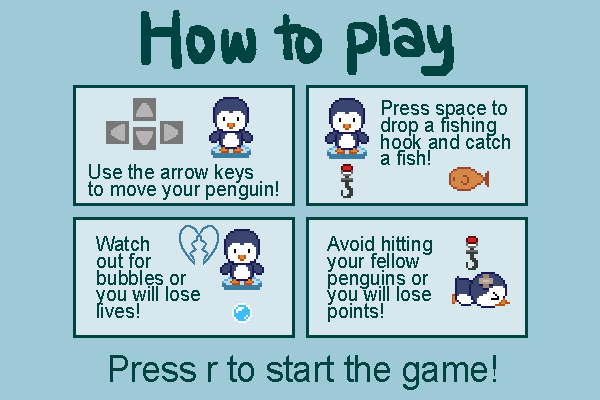 How to play
Use the arrow keys
to move your penguin!
Press space to
drop a fishing
hook and catch
a fish!
Watch
out for
bubbles or
you will lose
lives!
Avoid hitting
your fellow
penguins or
you will lose
points!
Press r to start the game!